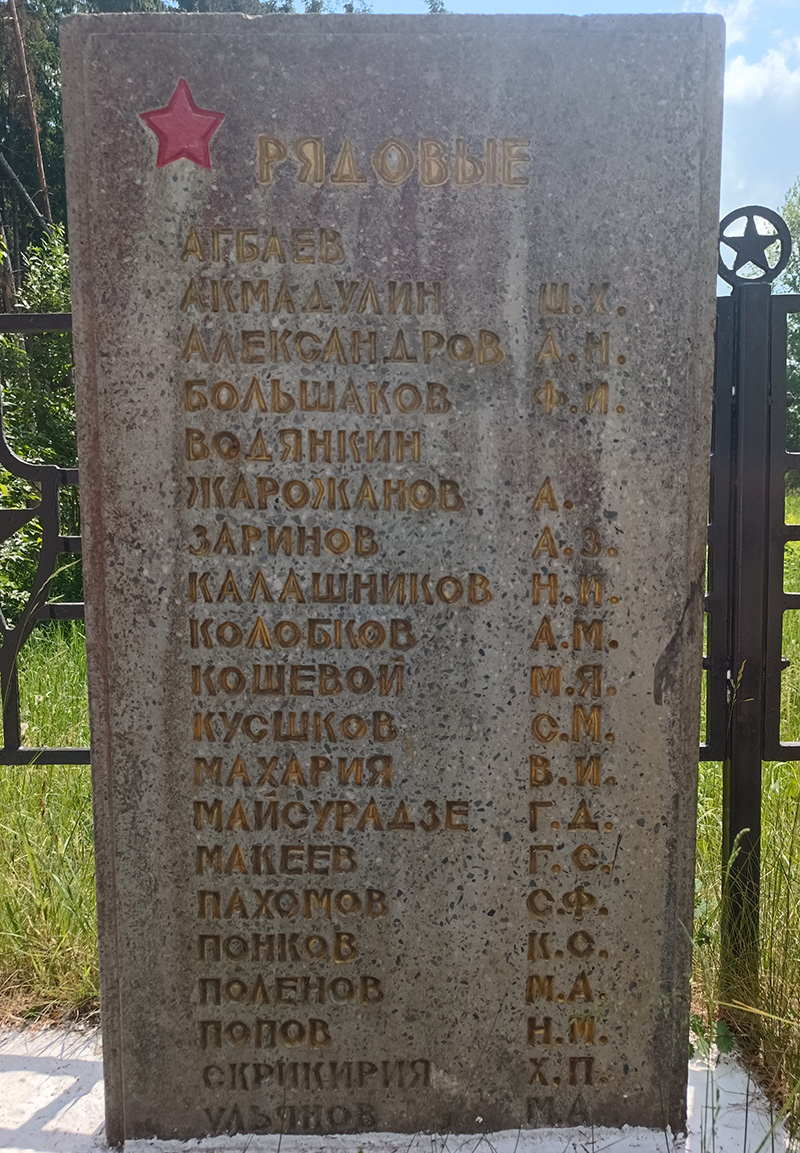 РЯДОВЫЕ
АГБАЕВ
АКМАДУЛИН Ш.Х.
АЛЕКСАНДРОВ А.Н.
БОЛЬШАКОВ Ф.И.
ВОДЯНКИН
ЖАРОЖАНОВ А.
ЗАРИНОВ А.З.
КАЛАШНИКОВ Н.И.
КОЛОБКОВ А.М.
КОШЕВОЙ М.Я.
КУСШКОВ С.М.
МАХАРИЯ В.И.
МАЙСУРАДЗЕ Г.Д.
МАКЕЕВ Г.С.
ПАХОМОВ С.Ф.
ПОНКОВ К.С.
ПОЛЕНОВ М.А.
ПОПОВ Н.М.
СКРИКИРИЯ Х.П.
УЛЬЯНОВ М.А